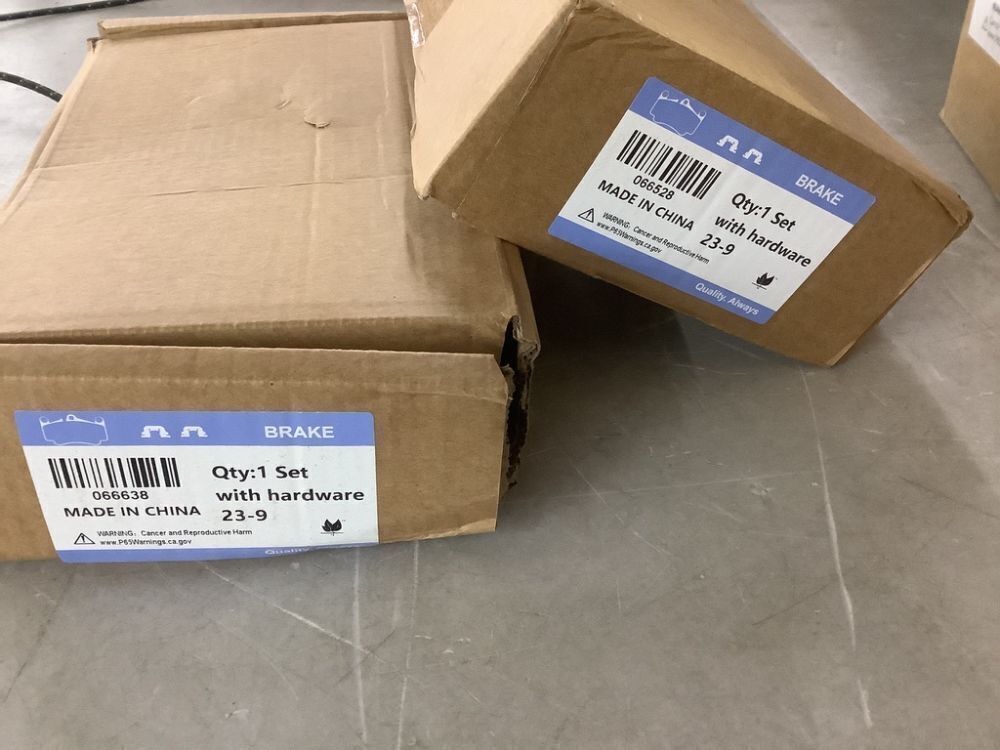 BRAKE
066638
Qty:1 Set
with hardware
MADE IN CHINA
23-9
WARNING: Cancer and Reproductive Harm
www.P65Warnings.ca.gov
Quality.
BRAKE
066528
Qty:1 Set
with hardware
MADE IN CHINA
23-9
WARNING: Cancer and Reproductive Harm
www.P65Warnings.ca.gov
Quality. Always